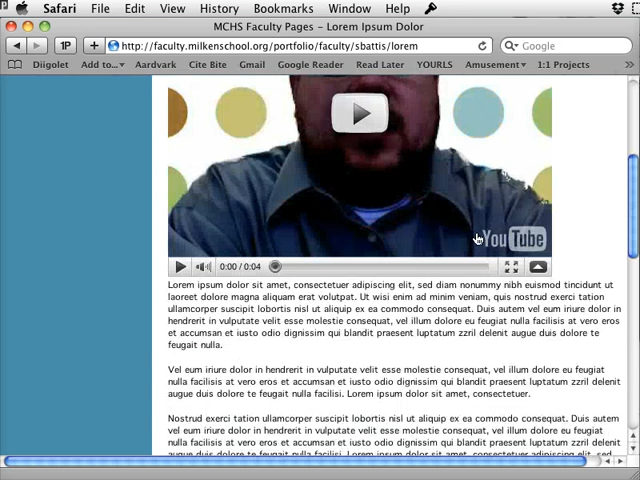 Safari File Edit View History Bookmarks Window Help
MCHS Faculty Pages – Lorem Ipsum Dolor
1P + http://faculty.milkenschool.org/portfolio/faculty/sbattis/lorem Google
Diigolet Add to... Aardvark Cite Bite Gmail Google Reader Read Later YOURLS Amusement 1:1 Projects >>
YouTube
0:00 / 0:04
Lorem ipsum dolor sit amet, consectetuer adipiscing elit, sed diam nonummy nibh euismod tincidunt ut
laoreet dolore magna aliquam erat volutpat. Ut wisi enim ad minim veniam, quis nostrud exerci tation
ullamcorper suscipit lobortis nisl ut aliquip ex ea commodo consequat. Duis autem vel eum iriure dolor in
hendrerit in vulputate velit esse molestie consequat, vel illum dolore eu feugiat nulla facilisis at vero eros
et accumsan et iusto odio dignissim qui blandit praesent luptatum zzril delenit augue duis dolore te
feugait nulla.
Vel eum iriure dolor in hendrerit in vulputate velit esse molestie consequat, vel illum dolore eu feugiat
nulla facilisis at vero eros et accumsan et iusto odio dignissim qui blandit praesent luptatum zzril delenit
augue duis dolore te feugait nulla facilisi. Lorem ipsum dolor sit amet, consectetuer.
Nostrud exerci tation ullamcorper suscipit lobortis nisl ut aliquip ex ea commodo consequat. Duis autem
vel eum iriure dolor in hendrerit in vulputate velit esse molestie consequat, vel illum dolore eu feugiat
nulla facilisis at vero eros et accumsan et iusto odio dignissim qui blandit praesent luptatum zzril delenit